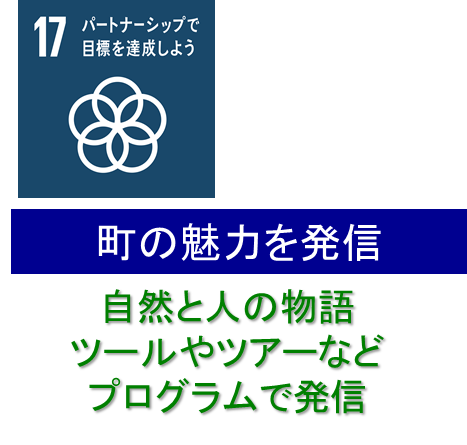 17 パートナーシップで
目標を達成しよう
町の魅力を発信
自然と人の物語
ツールやツアーなど
プログラムで発信